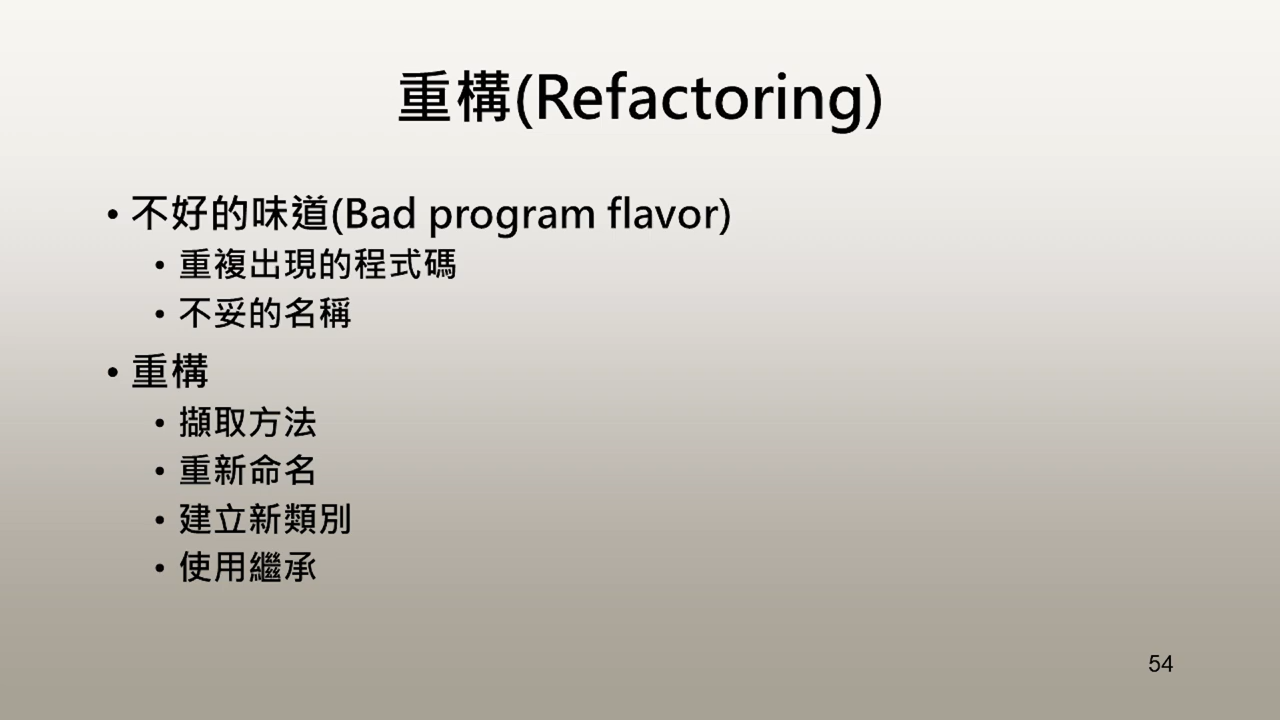 重構(Refactoring)
• 不好的味道(Bad program flavor)
• 重複出現的程式碼
• 不妥的名稱
• 重構
• 擷取方法
• 重新命名
• 建立新類別
• 使用繼承
54